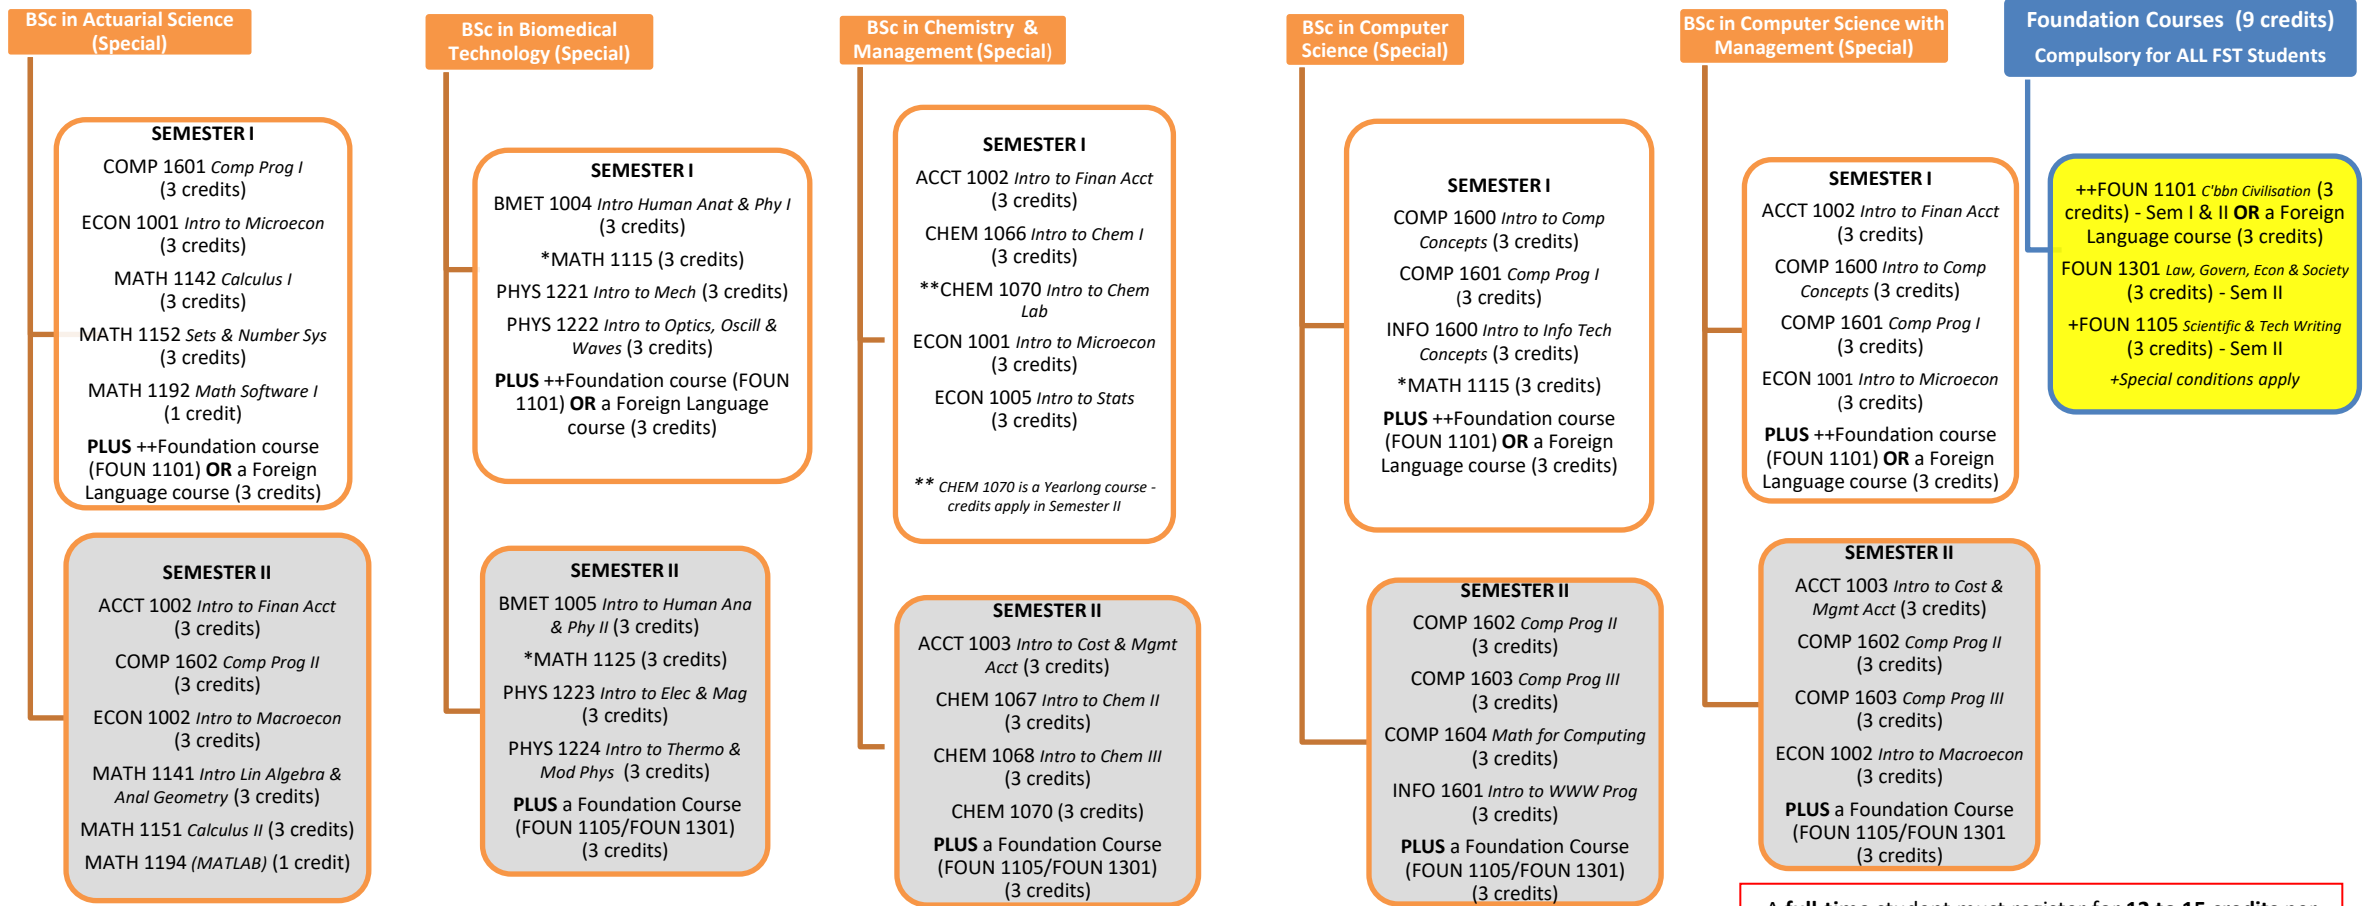 BSc in Actuarial Science
(Special)
SEMESTER I
COMP 1601 Comp Prog I
(3 credits)
ECON 1001 Intro to Microecon
(3 credits)
MATH 1142 Calculus I
(3 credits)
MATH 1152 Sets & Number Sys
(3 credits)
MATH 1192 Math Software I
(1 credit)
PLUS ++Foundation course
(FOUN 1101) OR a Foreign
Language course (3 credits)
SEMESTER II
ACCT 1002 Intro to Finan Acct
(3 credits)
COMP 1602 Comp Prog II
(3 credits)
ECON 1002 Intro to Macroecon
(3 credits)
MATH 1141 Intro Lin Algebra &
Anal Geometry (3 credits)
MATH 1151 Calculus II (3 credits)
MATH 1194 (MATLAB) (1 credit)
BSc in Biomedical
Technology (Special)
SEMESTER I
BMET 1004 Intro Human Anat & Phy I
(3 credits)
*MATH 1115 (3 credits)
PHYS 1221 Intro to Mech (3 credits)
PHYS 1222 Intro to Optics, Oscill &
Waves (3 credits)
PLUS ++Foundation course (FOUN
1101) OR a Foreign Language
course (3 credits)
SEMESTER II
BMET 1005 Intro to Human Ana
& Phy II (3 credits)
*MATH 1125 (3 credits)
PHYS 1223 Intro to Elec & Mag
(3 credits)
PHYS 1224 Intro to Thermo &
Mod Phys (3 credits)
PLUS a Foundation Course
(FOUN 1105/FOUN 1301)
(3 credits)
BSc in Chemistry &
Management (Special)
SEMESTER I
ACCT 1002 Intro to Finan Acct
(3 credits)
CHEM 1066 Intro to Chem I
(3 credits)
**CHEM 1070 Intro to Chem
Lab
ECON 1001 Intro to Microecon
(3 credits)
ECON 1005 Intro to Stats
(3 credits)
** CHEM 1070 is a Yearlong course -
credits apply in Semester II
SEMESTER II
ACCT 1003 Intro to Cost & Mgmt
Acct (3 credits)
CHEM 1067 Intro to Chem II
(3 credits)
CHEM 1068 Intro to Chem III
(3 credits)
CHEM 1070 (3 credits)
PLUS a Foundation Course
(FOUN 1105/FOUN 1301)
(3 credits)
BSc in Computer
Science (Special)
SEMESTER I
COMP 1600 Intro to Comp
Concepts (3 credits)
COMP 1601 Comp Prog I
(3 credits)
INFO 1600 Intro to Info Tech
Concepts (3 credits)
*MATH 1115 (3 credits)
PLUS ++Foundation course
(FOUN 1101) OR a Foreign
Language course (3 credits)
SEMESTER II
COMP 1602 Comp Prog II
(3 credits)
COMP 1603 Comp Prog III
(3 credits)
COMP 1604 Math for Computing
(3 credits)
INFO 1601 Intro to WWW Prog
(3 credits)
PLUS a Foundation Course
(FOUN 1105/FOUN 1301)
(3 credits)
BSc in Computer Science with
Management (Special)
SEMESTER I
ACCT 1002 Intro to Finan Acct
(3 credits)
COMP 1600 Intro to Comp
Concepts (3 credits)
COMP 1601 Comp Prog I
(3 credits)
ECON 1001 Intro to Microecon
(3 credits)
PLUS ++Foundation course
(FOUN 1101) OR a Foreign
Language course (3 credits)
SEMESTER II
ACCT 1003 Intro to Cost &
Mgmt Acct (3 credits)
COMP 1602 Comp Prog II
(3 credits)
COMP 1603 Comp Prog III
(3 credits)
ECON 1002 Intro to Macroecon
(3 credits)
PLUS a Foundation Course
(FOUN 1105/FOUN 1301
(3 credits)
Foundation Courses (9 credits)
Compulsory for ALL FST Students
++FOUN 1101 C'bbn Civilisation (3
credits) - Sem I & II OR a Foreign
Language course (3 credits)
FOUN 1301 Law, Govern, Econ & Society
(3 credits) - Sem II
+FOUN 1105 Scientific & Tech Writing
(3 credits) - Sem II
+Special conditions apply
A full-time student must register for 12 to 15 credits per